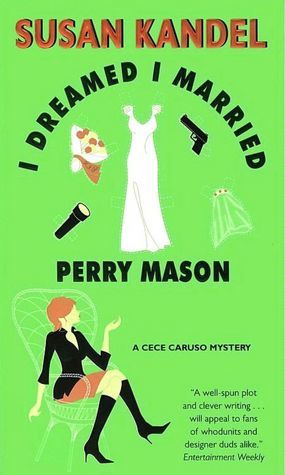 SUSAN KANDEL
I DREAMED I MARRIED
PERRY MASON
A CECE CARUSO MYSTERY
"A well-spun plot
and clever writing . . .
will appeal to fans
of whodunits and
designer duds alike."
Entertainment Weekly